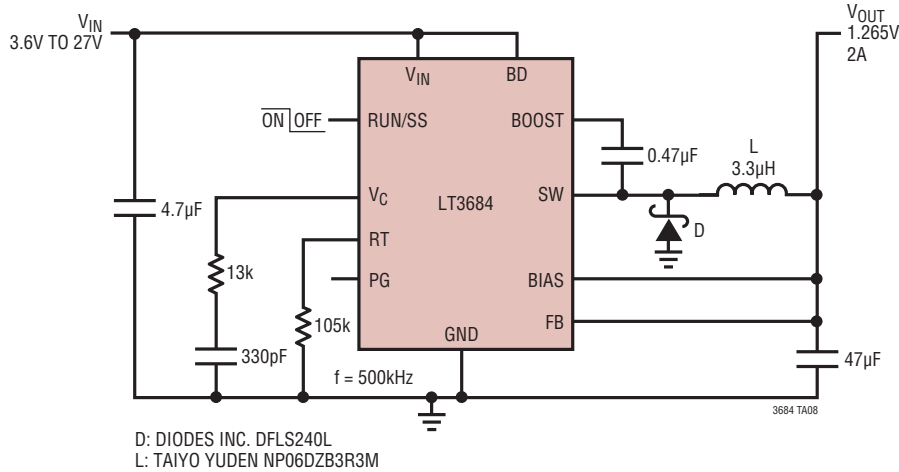 VIN
3.6V TO 27V
VOUT
1.265V
2A
VIN
BD
ON OFF
RUN/SS
BOOST
0.47µF
L
3.3µH
VC
LT3684
SW
4.7µF
D
RT
13k
PG
BIAS
105k
FB
GND
330pF
47µF
f = 500kHz
3684 TA08
D: DIODES INC. DFLS240L
L: TAIYO YUDEN NP06DZB3R3M